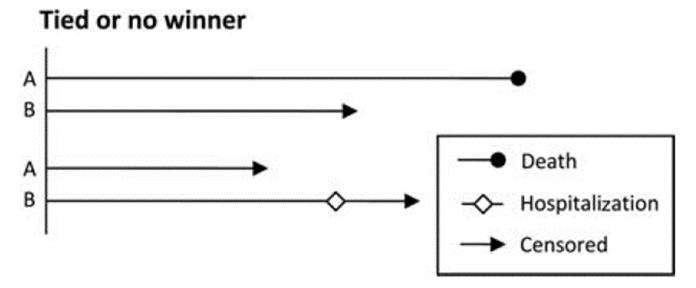 Tied or no winner
A
B
A
B
Death
Hospitalization
Censored